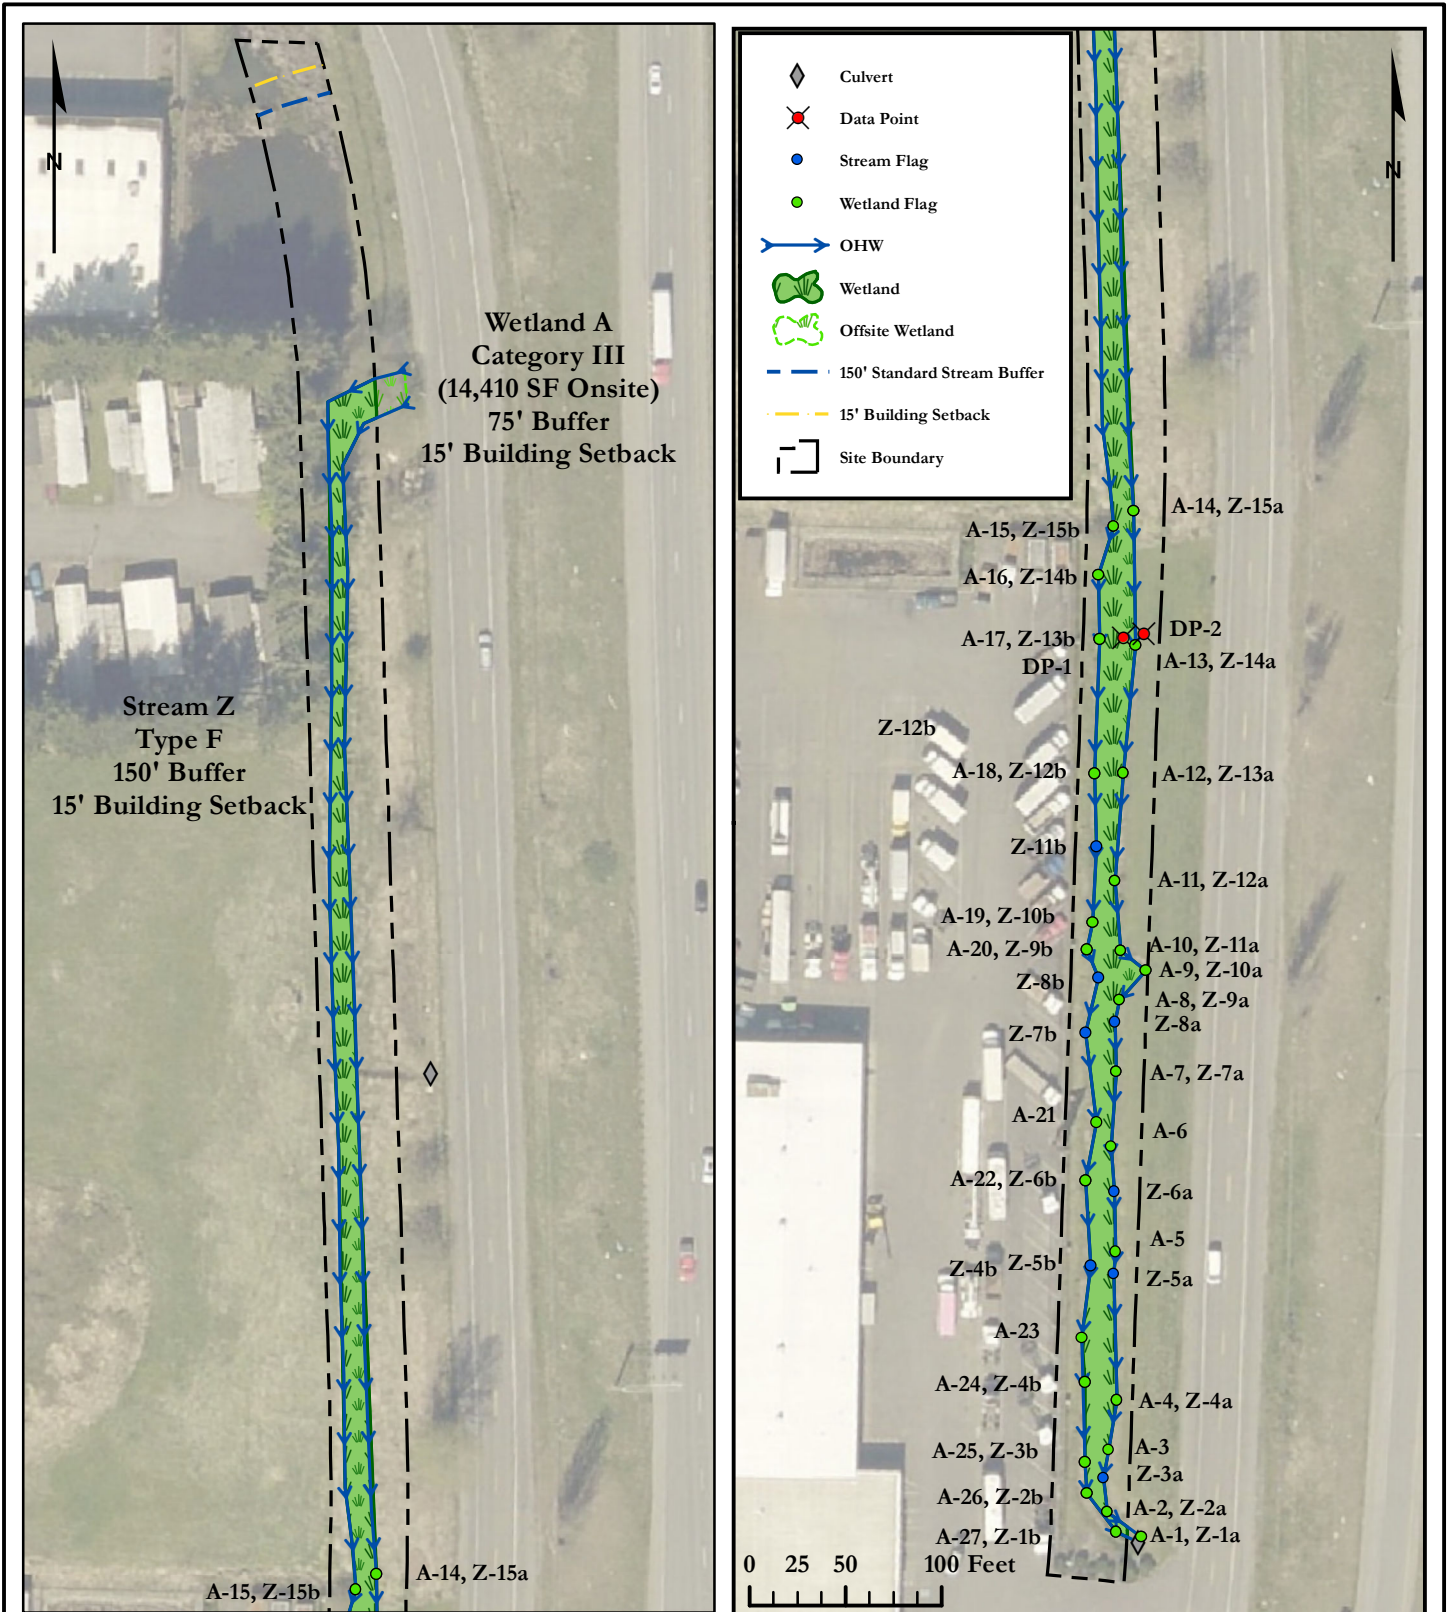 N
Wetland A
Category III
(14,410 SF Onsite)
75' Buffer
15' Building Setback
Stream Z
Type F
150' Buffer
15' Building Setback
A-15, Z-15b
A-14, Z-15a
Culvert
Data Point
Stream Flag
Wetland Flag
OHW
Wetland
Offsite Wetland
150' Standard Stream Buffer
15' Building Setback
Site Boundary
N
A-14, Z-15a
A-15, Z-15b
A-16, Z-14b
A-17, Z-13b
DP-2
DP-1
A-13, Z-14a
Z-12b
A-18, Z-12b
A-12, Z-13a
Z-11b
A-11, Z-12a
A-19, Z-10b
A-20, Z-9b
A-10, Z-11a
A-9, Z-10a
Z-8b
A-8, Z-9a
Z-8a
Z-7b
A-7, Z-7a
A-21
A-6
A-22, Z-6b
Z-6a
A-5
Z-4b
Z-5b
Z-5a
A-23
A-24, Z-4b
A-4, Z-4a
A-25, Z-3b
A-3
Z-3a
A-26, Z-2b
A-2, Z-2a
A-27, Z-1b
A-1, Z-1a
0 25 50 100 Feet